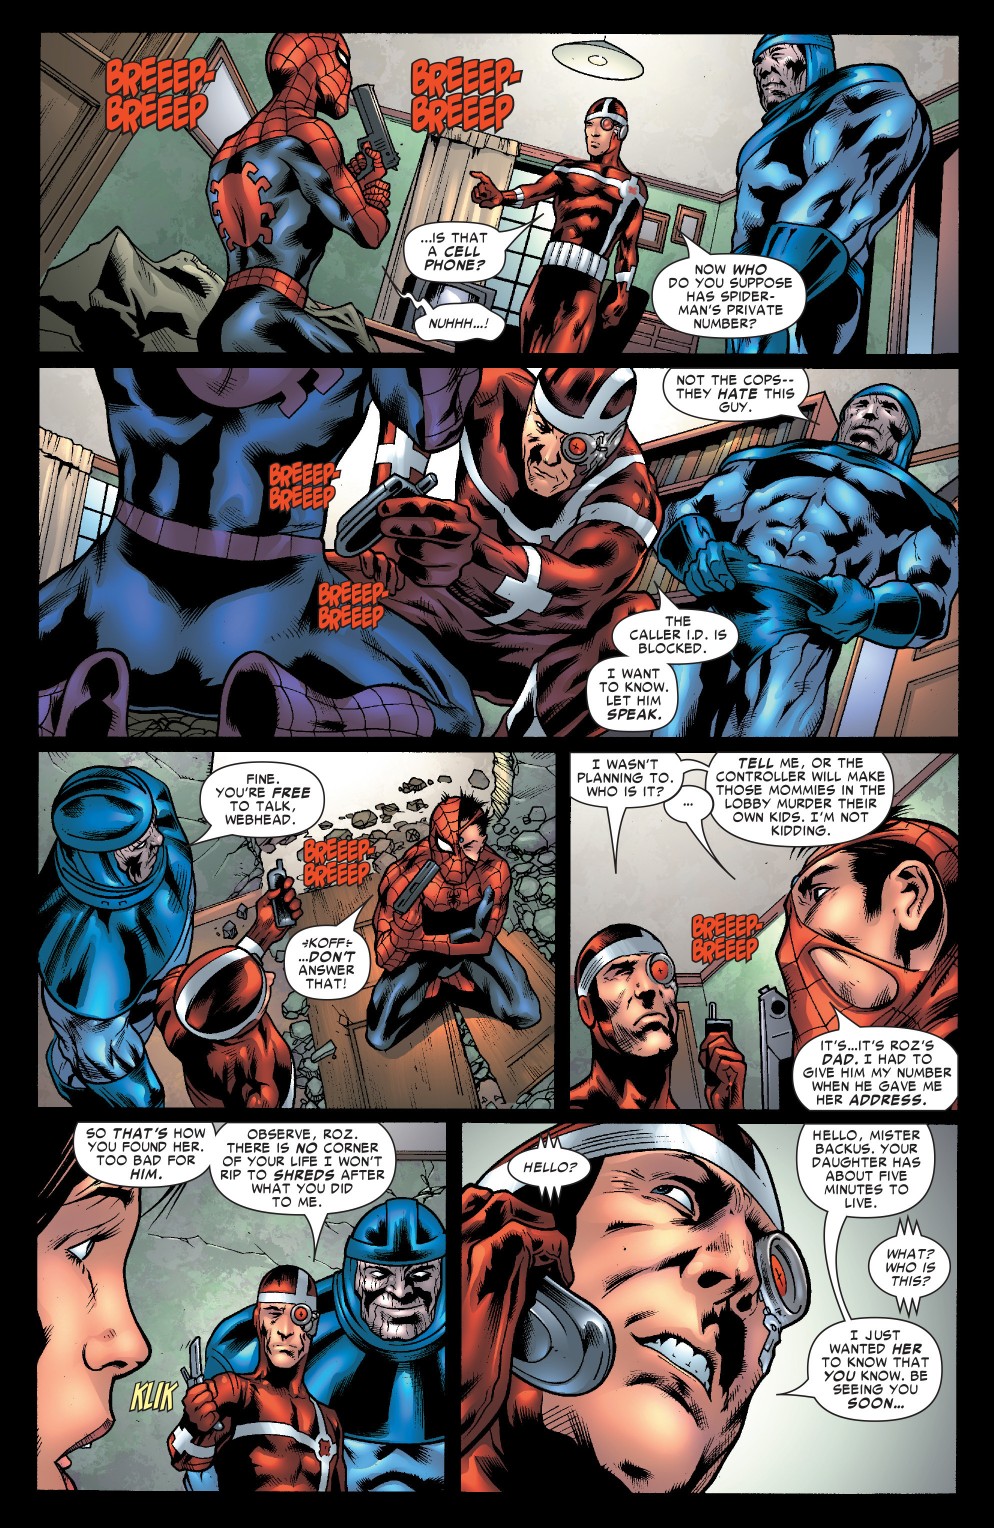 BREEEP-
BREEEP
BREEEP-
BREEEP
...IS THAT
A CELL
PHONE?
NUHHH...!
NOW WHO
DO YOU SUPPOSE
HAS SPIDER-
MAN'S PRIVATE
NUMBER?
NOT THE COPS--
THEY HATE THIS
GUY.
BREEEP-
BREEEP
BREEEP-
BREEEP
THE
CALLER I.D. IS
BLOCKED.
I WANT
TO KNOW.
LET HIM
SPEAK.
FINE.
YOU'RE FREE
TO TALK,
WEBHEAD.
BREEEP-
BREEEP
÷KOFF÷
...DON'T
ANSWER
THAT!
I WASN'T
PLANNING TO.
WHO IS IT?
...
TELL ME, OR THE
CONTROLLER WILL MAKE
THOSE MOMMIES IN THE
LOBBY MURDER THEIR
OWN KIDS. I'M NOT
KIDDING.
BREEEP-
BREEEP
IT'S...IT'S ROZ'S
DAD. I HAD TO
GIVE HIM MY NUMBER
WHEN HE GAVE ME
HER ADDRESS.
SO THAT'S HOW
YOU FOUND HER.
TOO BAD FOR
HIM.
OBSERVE, ROZ.
THERE IS NO CORNER
OF YOUR LIFE I WON'T
RIP TO SHREDS AFTER
WHAT YOU DID
TO ME.
KLIK
R
HELLO?
HELLO, MISTER
BACKUS. YOUR
DAUGHTER HAS
ABOUT FIVE
MINUTES TO
LIVE.
WHAT?
WHO IS
THIS?
I JUST
WANTED HER
TO KNOW THAT
YOU KNOW. BE
SEEING YOU
SOON...